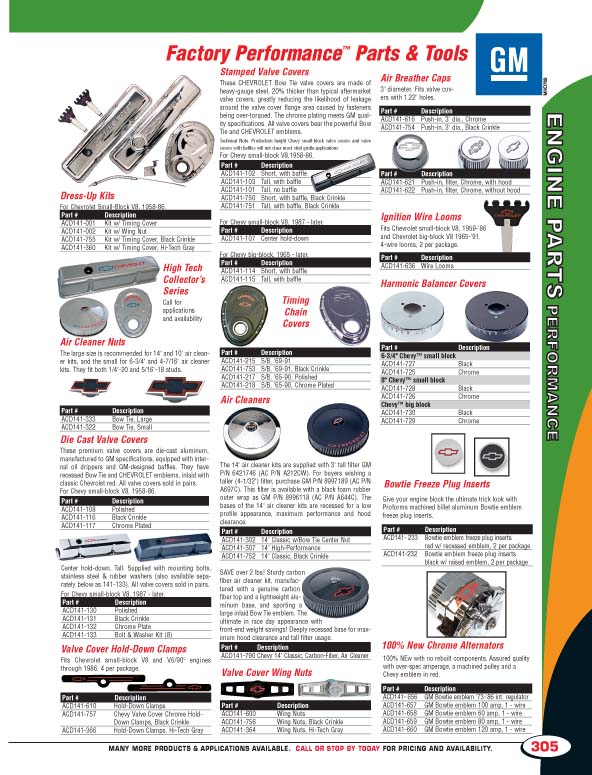 Factory Performance™ Parts & Tools
GM
Dress-Up Kits
For Chevrolet Small-Block V8, 1958-86.
Part # Description
ACD141-001 Kit w/ Timing Cover
ACD141-002 Kit w/ Wing Nut
ACD141-755 Kit w/ Timing Cover, Black Crinkle
ACD141-360 Kit w/ Timing Cover, Hi-Tech Gray
High Tech
Collector's
Series
Call for
applications
and availability
Air Cleaner Nuts
The large size is recommended for 14" and 10" air clean-
er kits, and the small for 6-3/4" and 4-7/16" air cleaner
kits. They fit both 1/4"-20 and 5/16"-18 studs.
Part # Description
ACD141-333 Bow Tie, Large
ACD141-322 Bow Tie, Small
Die Cast Valve Covers
These premium valve covers are die-cast aluminum,
manufactured to GM specifications, equipped with inter-
nal oil drippers and GM-designed baffles. They have
recessed Bow Tie and CHEVROLET emblems, inlaid with
classic Chevrolet red. All valve covers sold in pairs.
For Chevy small-block V8, 1958-86.
Part # Description
ACD141-108 Polished
ACD141-116 Black Crinkle
ACD141-117 Chrome Plated
Center hold-down. Tall. Supplied with mounting bolts,
stainless steel & rubber washers (also available sepa-
rately below as 141-133). All valve covers sold in pairs.
For Chevy small-block V8, 1987 - later.
Part # Description
ACD141-130 Polished
ACD141-131 Black Crinkle
ACD141-132 Chrome Plate
ACD141-133 Bolt & Washer Kit (8)
Valve Cover Hold-Down Clamps
Fits Chevrolet small-block V8 and V6/90° engines
through 1986. 4 per package.
Part # Description
ACD141-610 Hold-Down Clamps
ACD141-757 Chevy Valve Cover Chrome Hold-
Down Clamps, Black Crinkle
ACD141-366 Hold-Down Clamps, Hi-Tech Gray
Stamped Valve Covers
These CHEVROLET Bow Tie valve covers are made of
heavy-gauge steel, 20% thicker than typical aftermarket
valve covers, greatly reducing the likelihood of leakage
around the valve cover flange area caused by fasteners
being over-torqued. The chrome plating meets GM qual-
ity specifications. All valve covers bear the powerful Bow
Tie and CHEVROLET emblems.
Technical Note: Production height Chevy small-block valve covers and valve
covers with baffles will not clear most stud girdle applications
For Chevy small-block V8,1958-86.
Part # Description
ACD141-102 Short, with baffle
ACD141-103 Tall, with baffle
ACD141-101 Tall, no baffle
ACD141-750 Short, with baffle, Black Crinkle
ACD141-751 Tall, with baffle, Black Crinkle
For Chevy small-block V8, 1987 - later.
Part # Description
ACD141-107 Center hold-down
For Chevy big-block, 1965 - later.
Part # Description
ACD141-114 Short, with baffle
ACD141-115 Tall, with baffle
Timing
Chain
Covers
Part # Description
ACD141-215 S/B, '69-91
ACD141-753 S/B, '69-91, Black Crinkle
ACD141-217 S/B, '65-90, Polished
ACD141-218 S/B, '65-90, Chrome Plated
Air Cleaners
The 14" air cleaner kits are supplied with 3" tall filter GM
P/N 6421746 (AC P/N A212CW). For buyers wishing a
taller (4-1/32") filter, purchase GM P/N 8997189 (AC P/N
A697C). This filter is available with a black foam rubber
outer wrap as GM P/N 8996118 (AC P/N A644C). The
bases of the 14" air cleaner kits are recessed for a low
profile appearance, maximum performance and hood
clearance.
Part # Description
ACD141-302 14" Classic w/Bow Tie Center Nut
ACD141-307 14" High-Performance
ACD141-752 14" Classic, Black Crinkle
SAVE over 2 lbs! Sturdy carbon
fiber air cleaner kit, manufac-
tured with a genuine carbon
fiber top and a lightweight alu-
minum base, and sporting a
large inlaid Bow Tie emblem. The
ultimate in race day appearance with
front-end weight savings! Deeply recessed base for max-
imum hood clearance and tall filter usage.
Part # Description
ACD141-790 Chevy 14" Classic, Carbon-Fiber, Air Cleaner
Valve Cover Wing Nuts
Part # Description
ACD141-600 Wing Nuts
ACD141-756 Wing Nuts, Black Crinkle
ACD141-364 Wing Nuts, Hi-Tech Gray
Air Breather Caps
3" diameter. Fits valve cov-
ers with 1.22" holes.
Part # Description
ACD141-616 Push-in, 3" dia., Chrome
ACD141-754 Push-in, 3" dia., Black Crinkle
Part # Description
ACD141-621 Push-in, filter, Chrome, with hood
ACD141-622 Push-in, filter, Chrome, without hood
Ignition Wire Looms
Fits Chevrolet small-block V8, 1959-'86
and Chevrolet big-block V8 1965-'91.
4-wire looms, 2 per package.
Part # Description
ACD141-636 Wire Looms
Harmonic Balancer Covers
Part # Description
6-3/4" Chevy™ small block
ACD141-727 Black
ACD141-725 Chrome
8" Chevy™ small block
ACD141-728 Black
ACD141-726 Chrome
Chevy™ big block
ACD141-730 Black
ACD141-729 Chrome
Bowtie Freeze Plug Inserts
Give your engine block the ultimate trick look with
Proforms machined billet aluminum Bowtie emblem
freeze plug inserts.
Part # Description
ACD141-233 Bowtie emblem freeze plug inserts
red w/ recessed emblem, 2 per package
ACD141-232 Bowtie emblem freeze plug inserts
black w/ raised emblem, 2 per package
100% New Chrome Alternators
100% NEW with no rebuilt components. Assured quality
with over-spec amperage, a machined pulley and a
Chevy emblem in red.
Part # Description
ACD141-656 GM Bowtie emblem '73-'86 int. regulator
ACD141-657 GM Bowtie emblem 100 amp, 1 - wire
ACD141-658 GM Bowtie emblem 60 amp, 1 - wire
ACD141-659 GM Bowtie emblem 80 amp, 1 - wire
ACD141-660 GM Bowtie emblem 120 amp, 1 - wire
ENGINE PARTS PERFORMANCE
MANY MORE PRODUCTS & APPLICATIONS AVAILABLE. CALL OR STOP BY TODAY FOR PRICING AND AVAILABILITY.
305